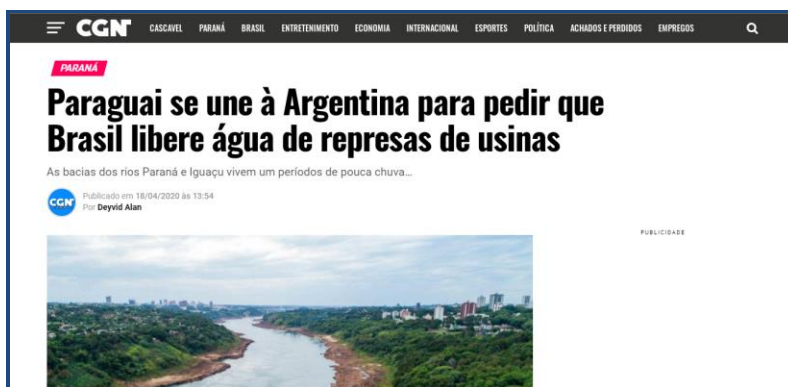 CGN CASCAVEL PARANÁ BRASIL ENTRETENIMENTO ECONOMIA INTERNACIONAL ESPORTES POLÍTICA ACHADOS E PERDIDOS EMPREGOS
PARANÁ
Paraguai se une à Argentina para pedir que
Brasil libere água de represas de usinas
As bacias dos rios Paraná e Iguaçu vivem um períodos de pouca chuva...
CGN
Publicado em 18/04/2020 às 13:54
Por Deyvid Alan
PUBLICIDADE